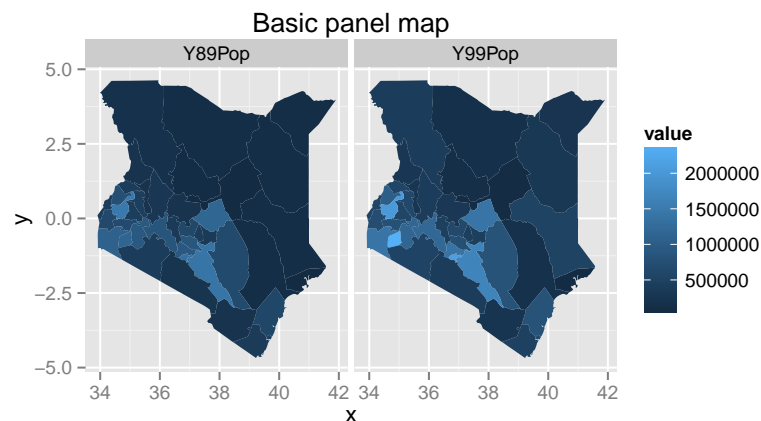 Basic panel map
Y89Pop
Y99Pop
5.0
2.5
0.0
−2.5
−5.0
y
34 36 38 40 42
34 36 38 40 42
x
value
2000000
1500000
1000000
500000